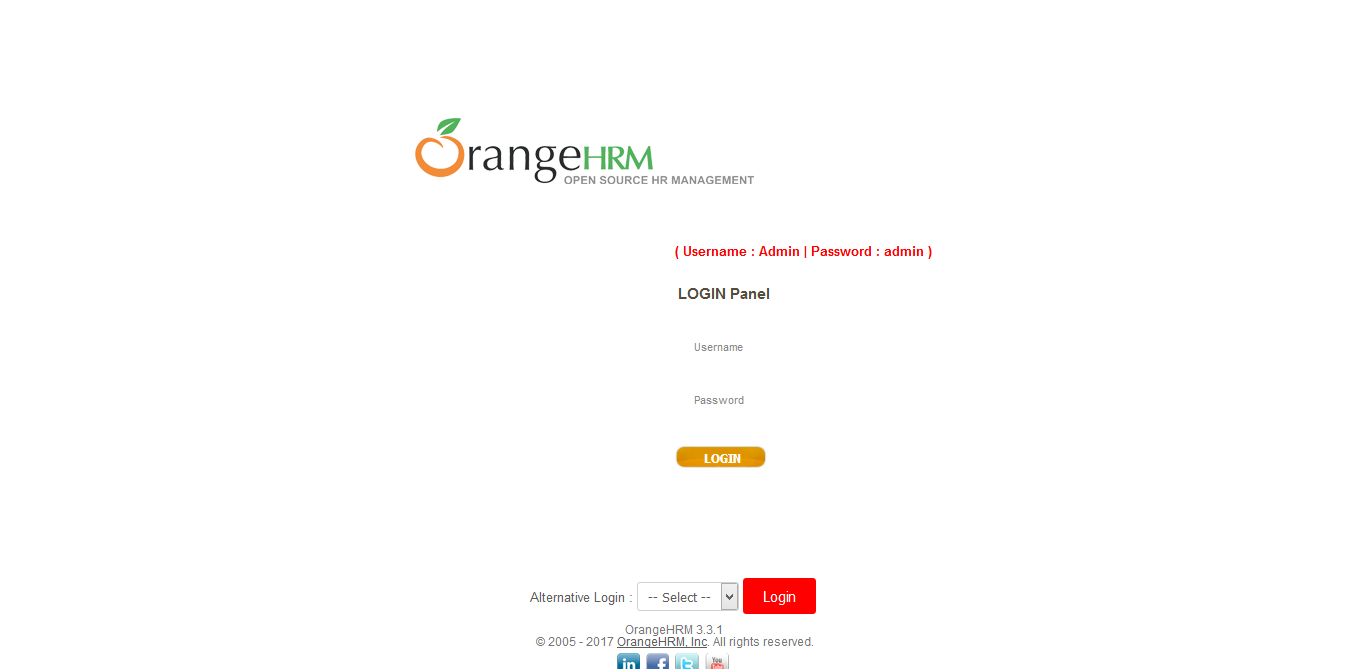 OrangeHRM
OPEN SOURCE HR MANAGEMENT
( Username : Admin | Password : admin )
LOGIN Panel
Username
Password
LOGIN
Alternative Login : -- Select -- Login
OrangeHRM 3.3.1
© 2005 - 2017 OrangeHRM, Inc. All rights reserved.
in f t You